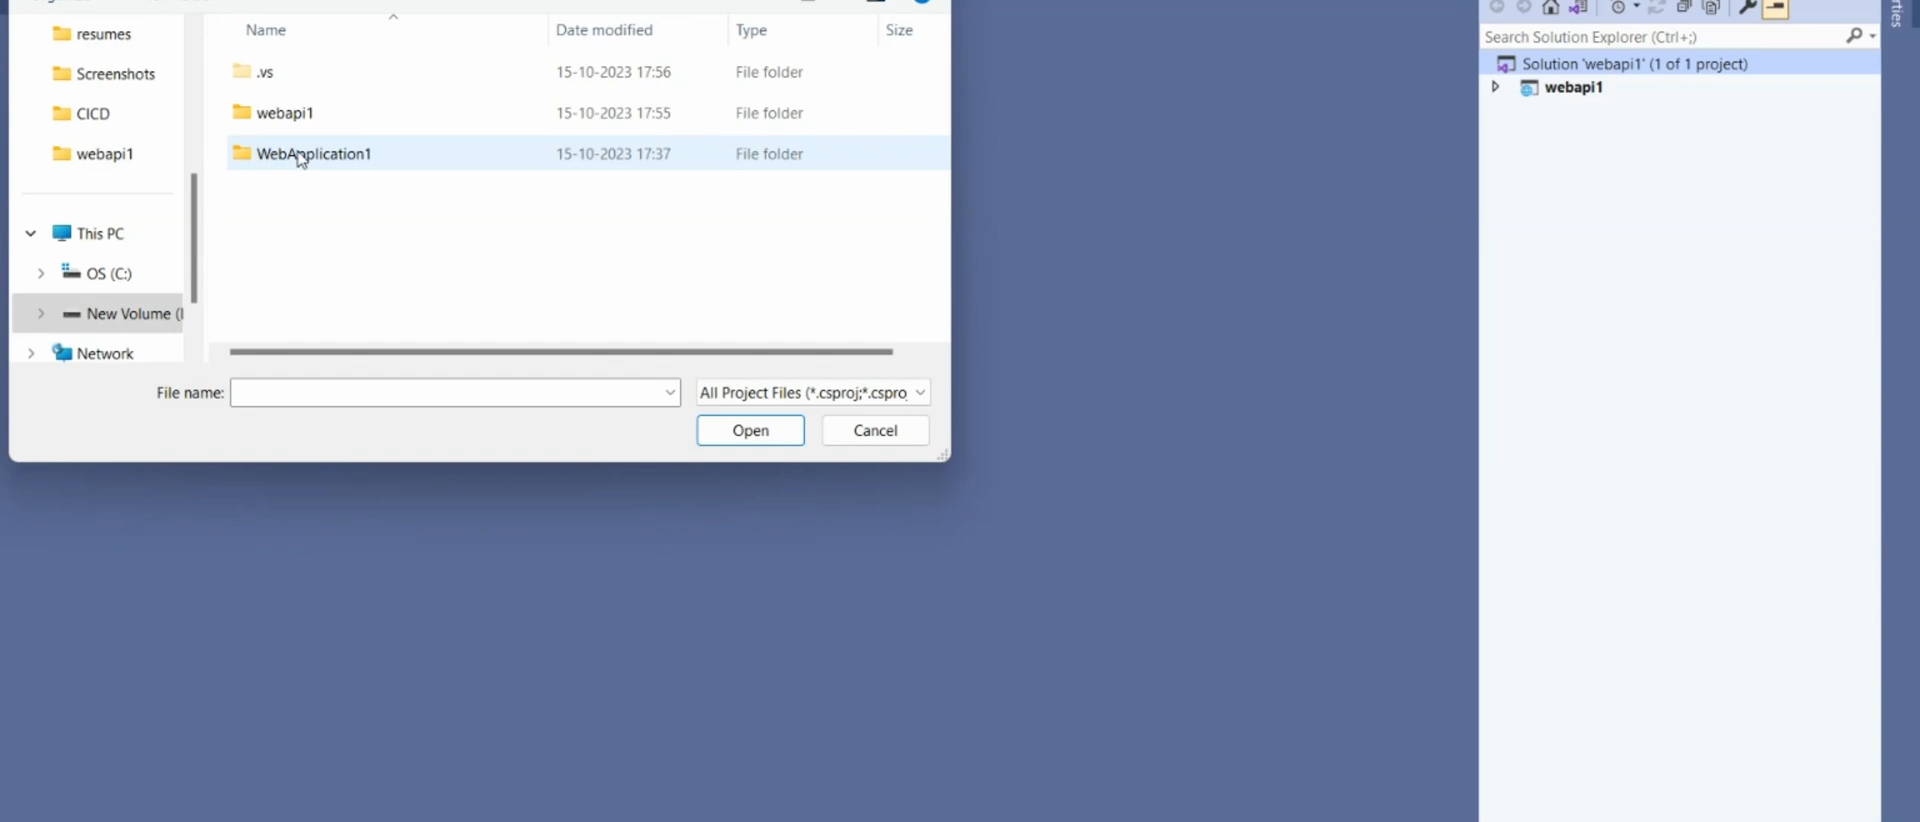 resumes
Screenshots
CICD
webapi1
This PC
OS (C:)
New Volume (
Network
Name Date modified Type Size
.vs 15-10-2023 17:56 File folder
webapi1 15-10-2023 17:55 File folder
WebApplication1 15-10-2023 17:37 File folder
File name:
All Project Files (*.csproj;*.cspro
Open Cancel
Search Solution Explorer (Ctrl+;)
Solution 'webapi1' (1 of 1 project)
webapi1